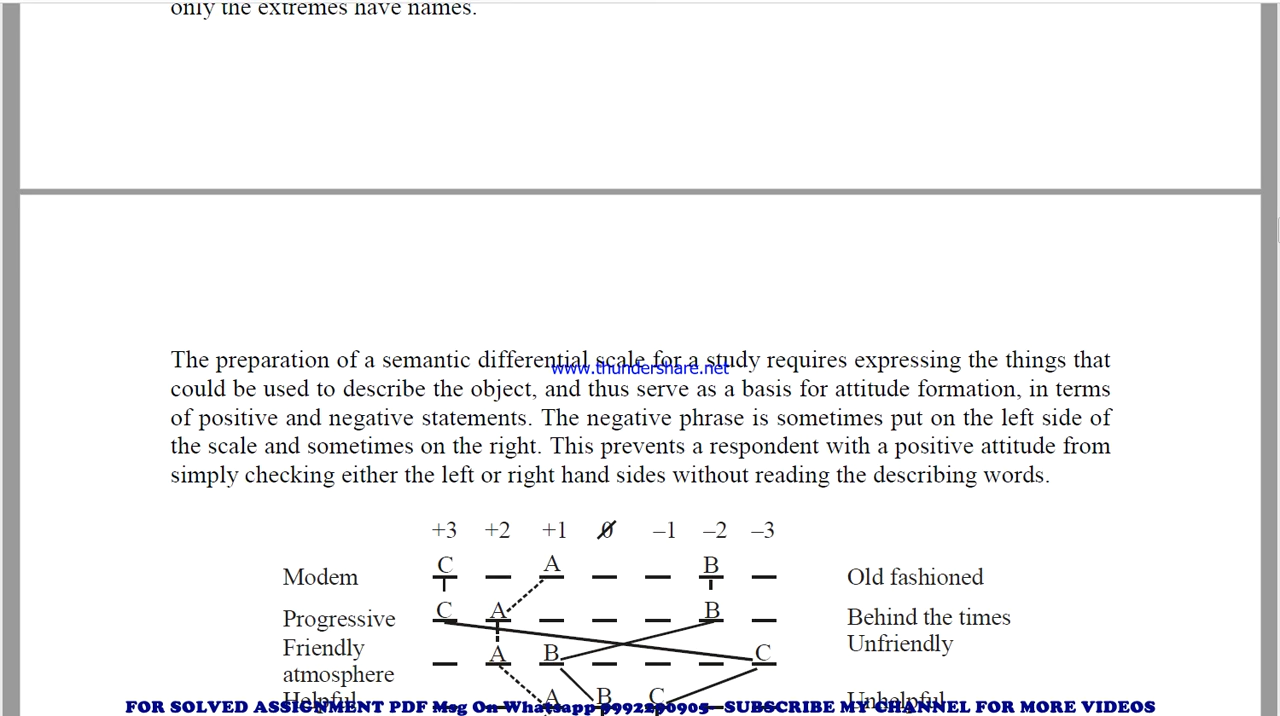 only the extremes have names.
The preparation of a semantic differential scale for a study requires expressing the things that
www.thundershare.net
could be used to describe the object, and thus serve as a basis for attitude formation, in terms
of positive and negative statements. The negative phrase is sometimes put on the left side of
the scale and sometimes on the right. This prevents a respondent with a positive attitude from
simply checking either the left or right hand sides without reading the describing words.
+3 +2 +1 0 –1 –2 –3
C A B
Modem Old fashioned
C A B
Progressive Behind the times
Friendly Unfriendly
A B C
atmosphere
A B C
Helpful Unhelpful
FOR SOLVED ASSIGNMENT PDF Msg On Whatsapp 9992290905- SUBSCRIBE MY CHANNEL FOR MORE VIDEOS